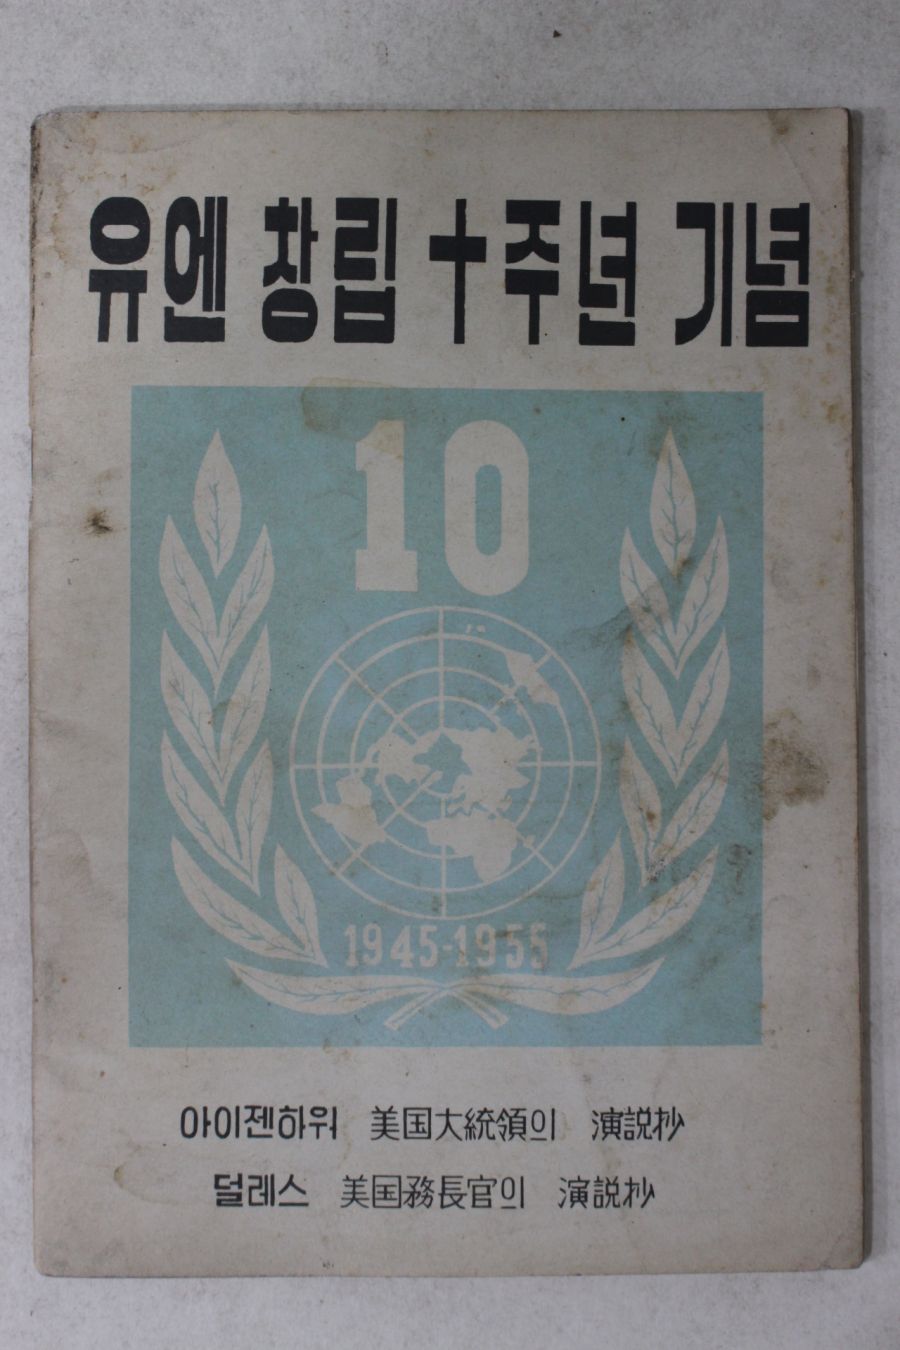 유엔 창립 十주년 기념
10
1945-1955
아이젠하워 美国大統領의 演説抄
덜레스 美国務長官의 演説抄